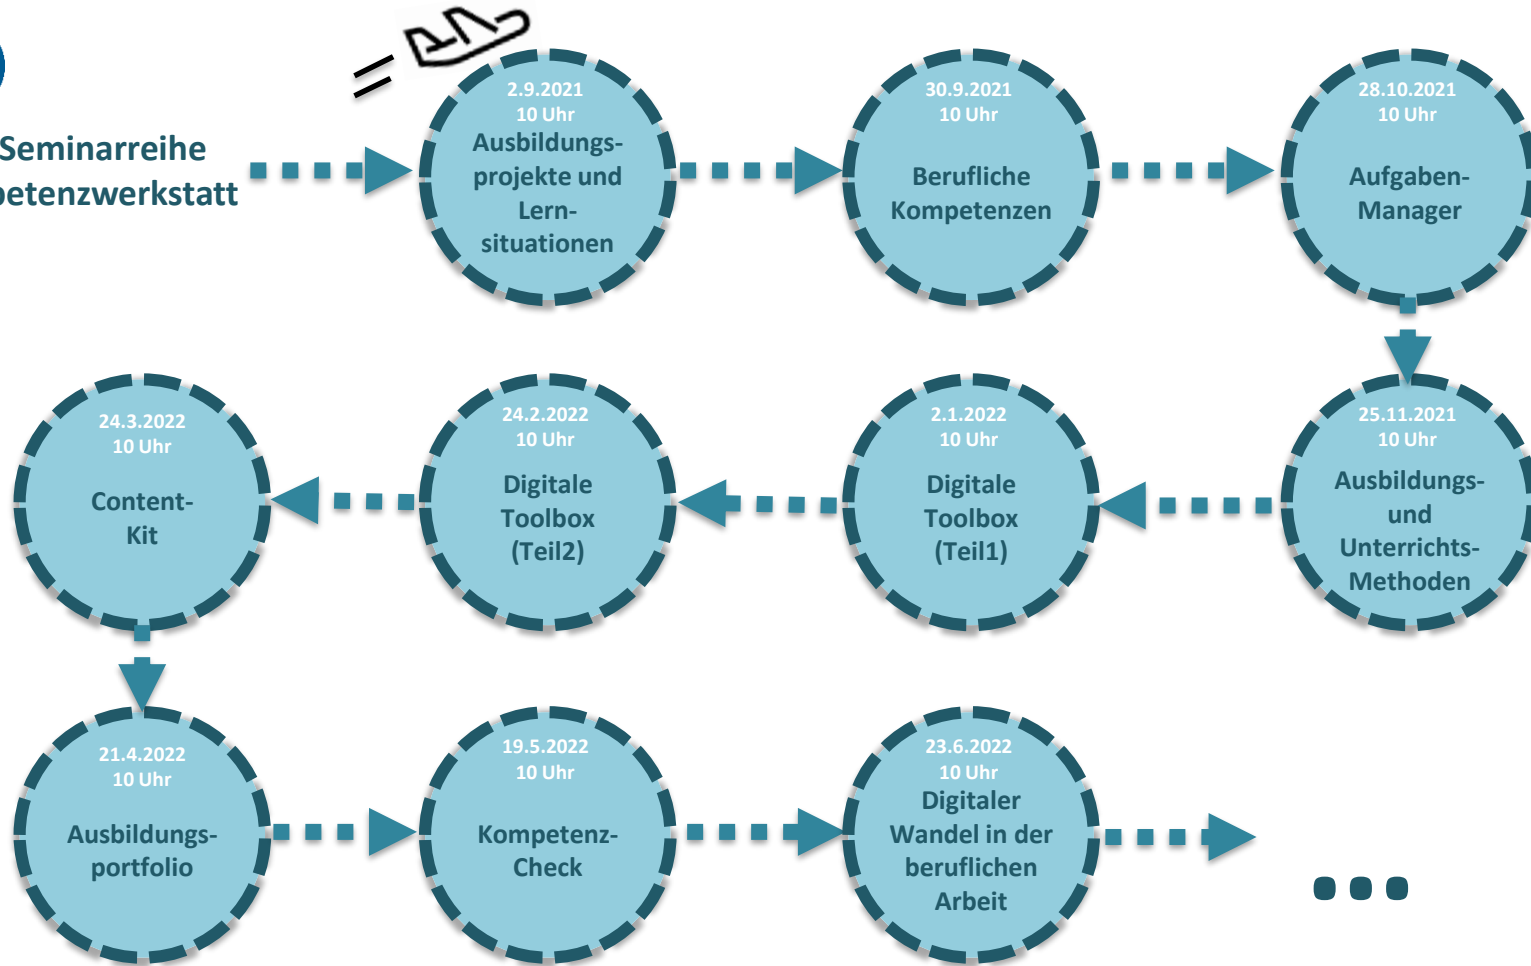 Seminarreihe
petenzwerkstatt
2.9.2021
10 Uhr
Ausbildungs-
projekte und
Lern-
situationen
30.9.2021
10 Uhr
Berufliche
Kompetenzen
28.10.2021
10 Uhr
Aufgaben-
Manager
25.11.2021
10 Uhr
Ausbildungs-
und
Unterrichts-
Methoden
2.1.2022
10 Uhr
Digitale
Toolbox
(Teil1)
24.2.2022
10 Uhr
Digitale
Toolbox
(Teil2)
24.3.2022
10 Uhr
Content-
Kit
21.4.2022
10 Uhr
Ausbildungs-
portfolio
19.5.2022
10 Uhr
Kompetenz-
Check
23.6.2022
10 Uhr
Digitaler
Wandel in der
beruflichen
Arbeit
...